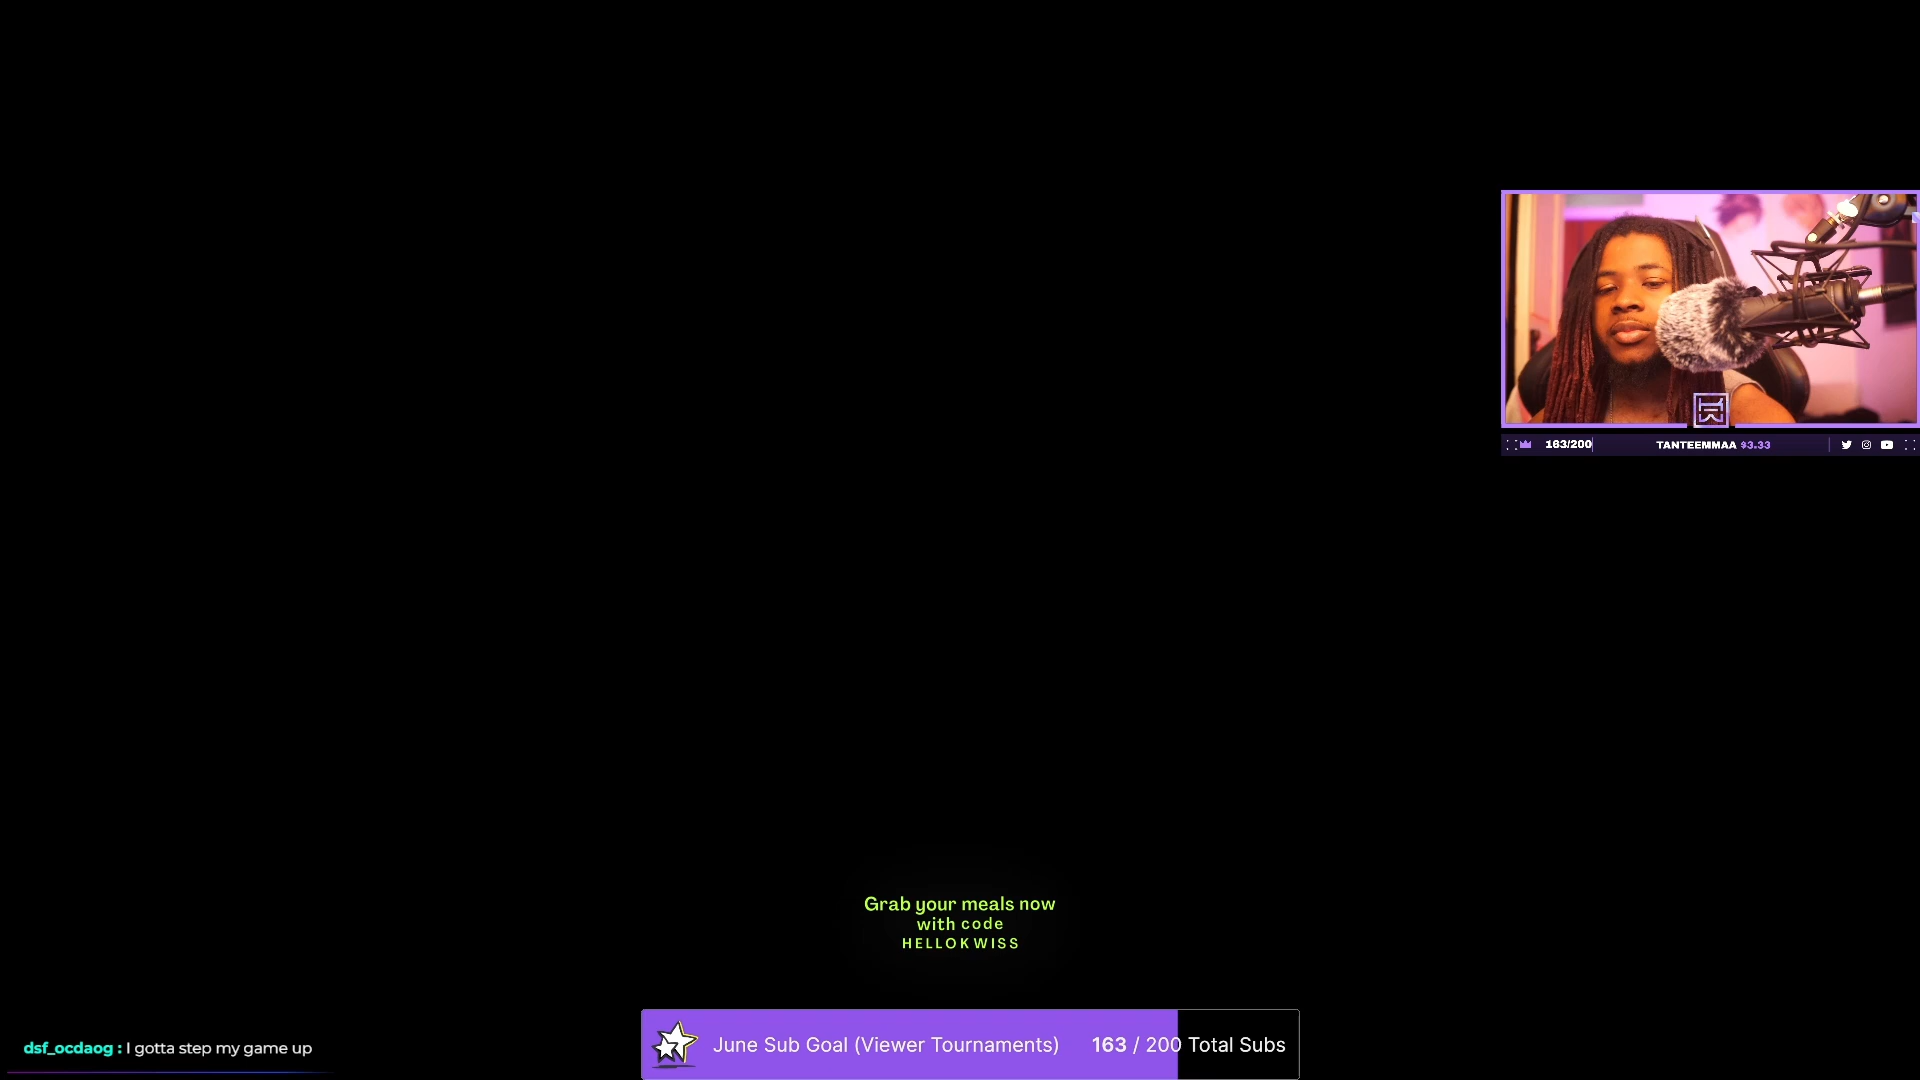 163/200
TANTEEMMAA $3.33
Grab your meals now
with code
HELLOKWISS
June Sub Goal (Viewer Tournaments) 163 / 200 Total Subs
dsf_ocdaog : I gotta step my game up